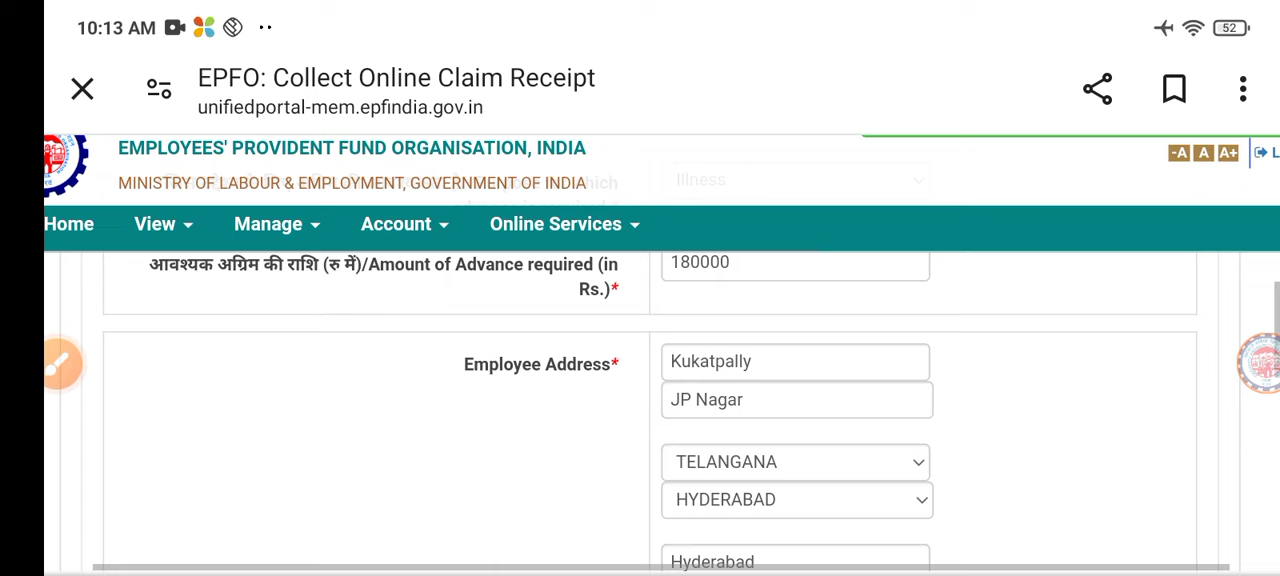 10:13 AM
52
EPFO: Collect Online Claim Receipt
unifiedportal-mem.epfindia.gov.in
EMPLOYEES' PROVIDENT FUND ORGANISATION, INDIA
-A A A+ L
MINISTRY OF LABOUR & EMPLOYMENT, GOVERNMENT OF INDIA
which
Illness
Home View Manage Account Online Services
आवश्यक अग्रिम की राशि (रु में)/Amount of Advance required (in
Rs.)*
180000
Employee Address*
Kukatpally
JP Nagar
TELANGANA
HYDERABAD
Hyderabad